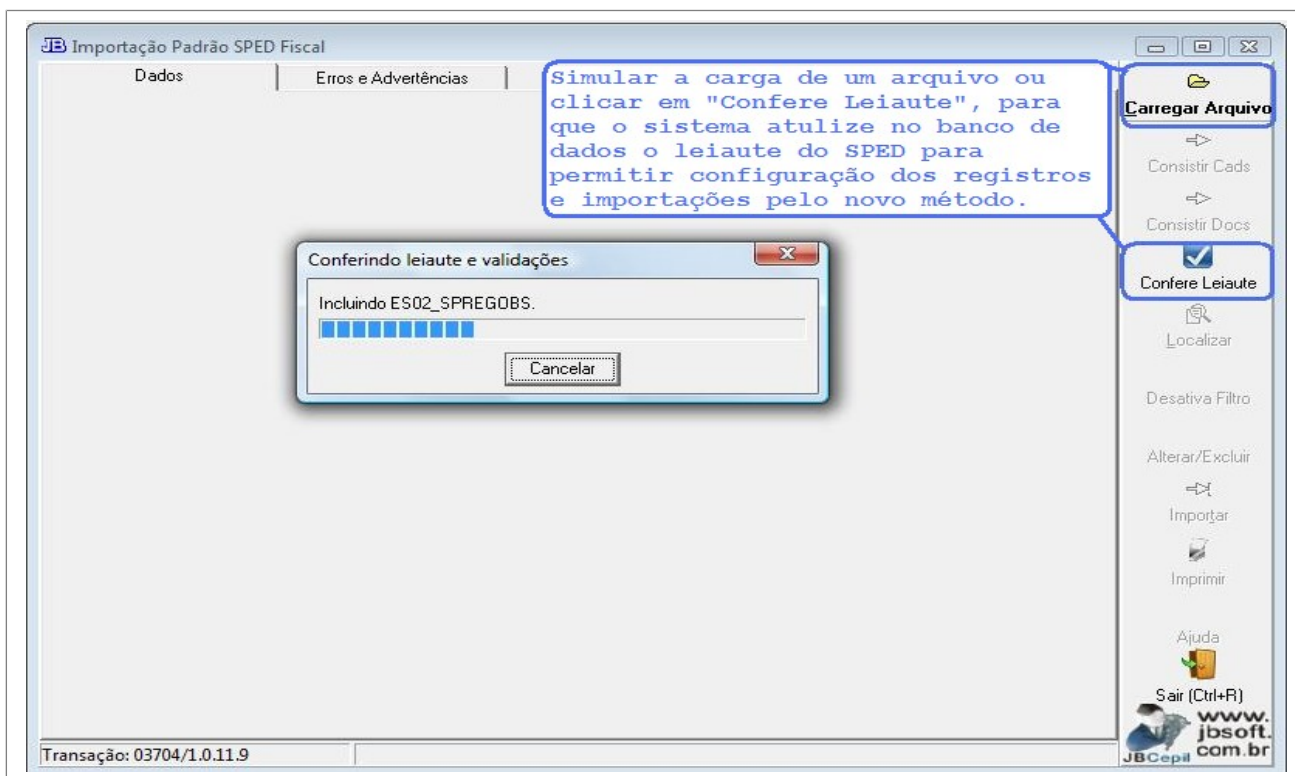 JB Importação Padrão SPED Fiscal
Dados
Erros e Advertências
Simular a carga de um arquivo ou
clicar em "Confere Leiaute", para
que o sistema atulize no banco de
dados o leiaute do SPED para
permitir configuração dos registros
e importações pelo novo método.
Carregar Arquivo
Consistir Cads
Consistir Docs
Confere Leiaute
Localizar
Desativa Filtro
Alterar/Excluir
Importar
Imprimir
Ajuda
Sair (Ctrl+R)
www.
jbsoft.
com.br
JBCepil
Conferindo leiaute e validações
Incluindo ES02_SPREGOBS.
Cancelar
Transação: 03704/1.0.11.9